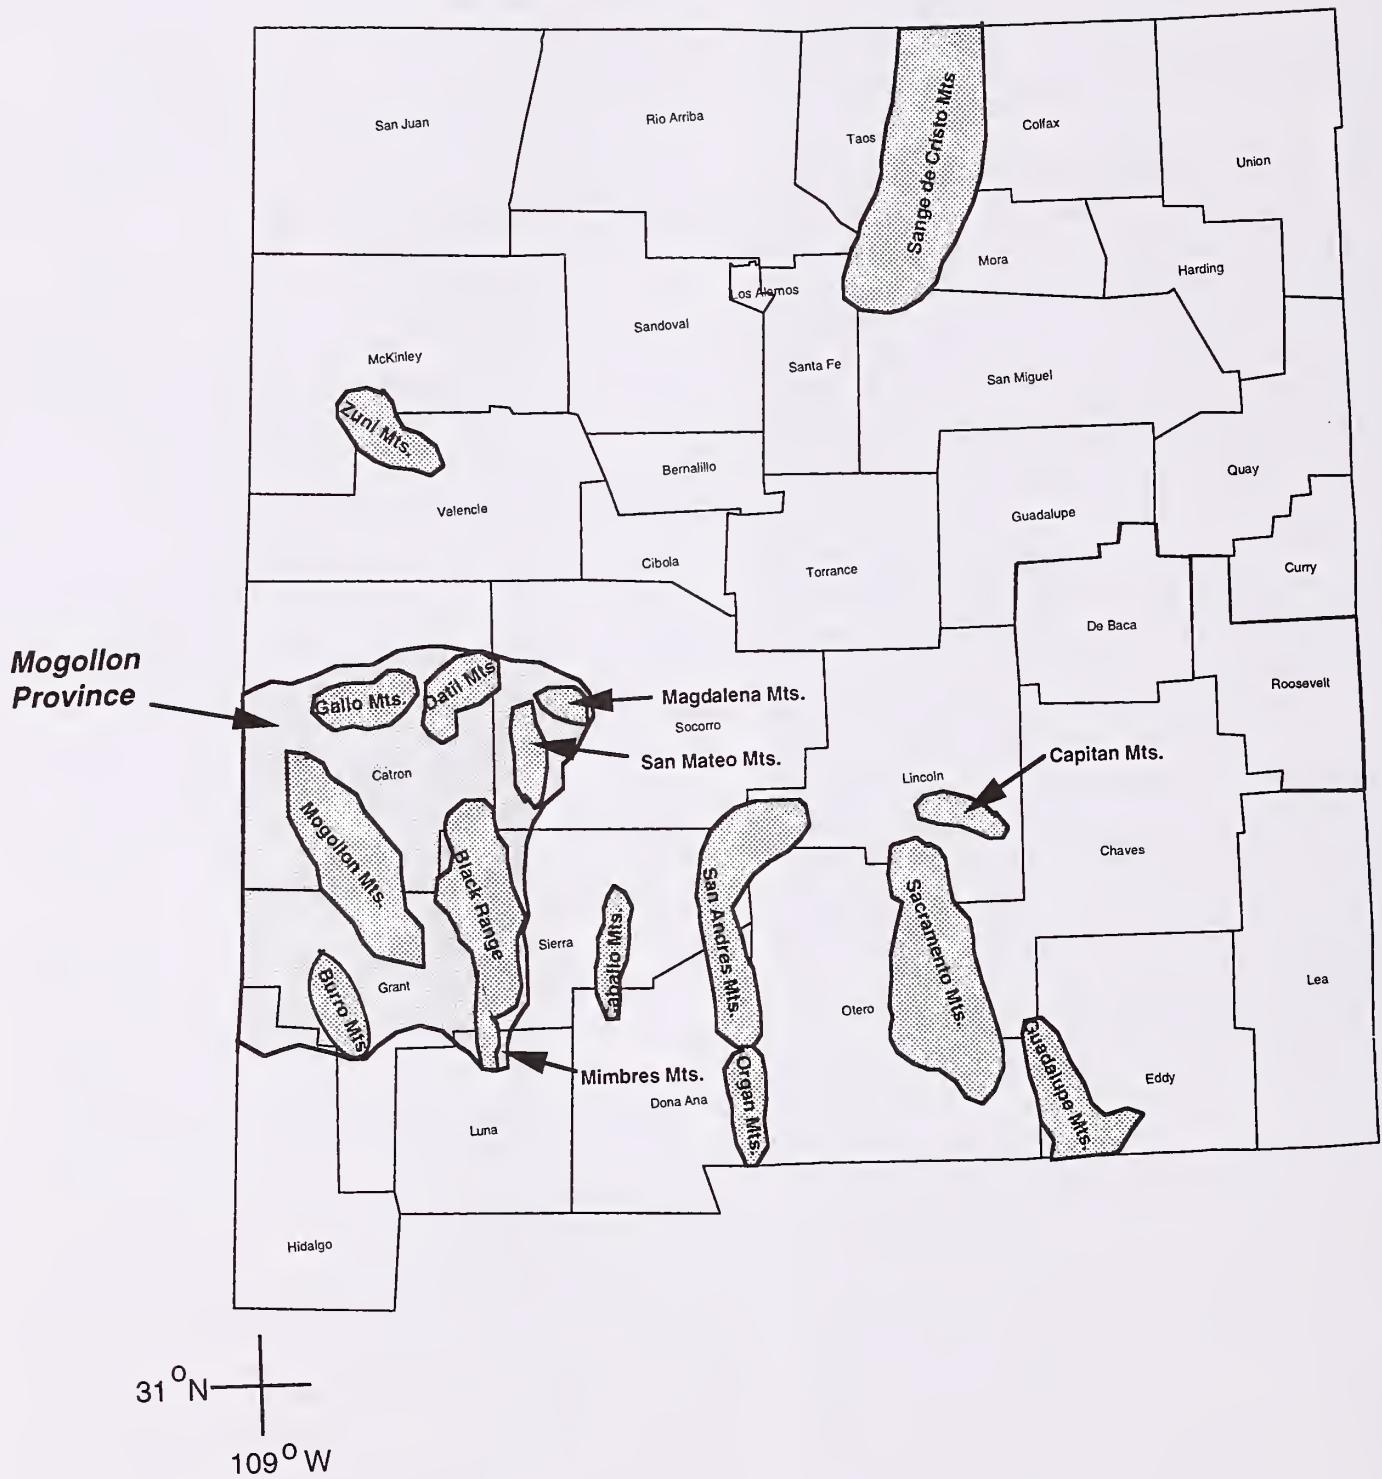 San Juan
Rio Arriba
Taos
Sange de Cristo Mts
Colfax
Union
Mora
Harding
Los Alemos
Sandoval
Santa Fe
San Miguel
McKinley
Zuni Mts.
Bernalillo
Quay
Velencle
Guadalupe
Cibola
Torrance
Curry
De Baca
Mogollon
Province
Roosevelt
Gallo Mts.
Datil Mts
Magdalena Mts.
Socorro
San Mateo Mts.
Capitan Mts.
Catron
Lincoln
Mogollon Mts.
Black Range
Chaves
San Andres Mts.
Sacramento Mts.
Sierra
Caballo Mts.
Lea
Grant
Burro Mts.
Otero
Guadalupe Mts.
Mimbres Mts.
Organ Mts.
Eddy
Dona Ana
Luna
Hidalgo
31°N
109°W